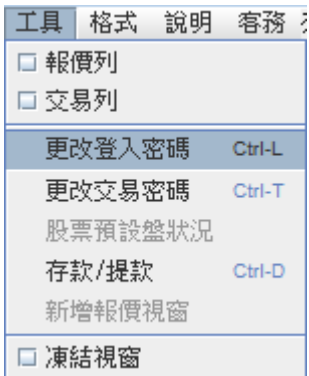 工具 格式 說明 客務
報價列
交易列
更改登入密碼 Ctrl-L
更改交易密碼 Ctrl-T
股票預設盤狀況
存款/提款 Ctrl-D
新增報價視窗
凍結視窗